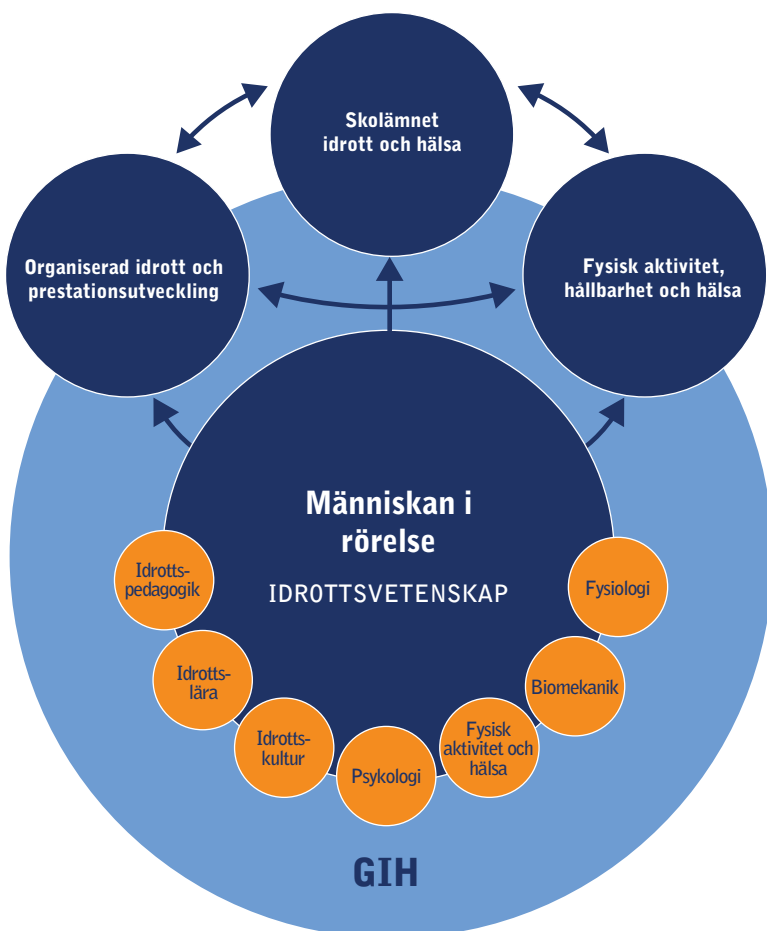 Skolämnet
idrott och hälsa
Organiserad idrott och
prestationsutveckling
Fysisk aktivitet,
hållbarhet och hälsa
Människan i
rörelse
IDROTTSVETENSKAP
Idrotts-
pedagogik
Idrotts-
lära
Idrotts-
kultur
Psykologi
Fysisk
aktivitet och
hälsa
Biomekanik
Fysiologi
GIH